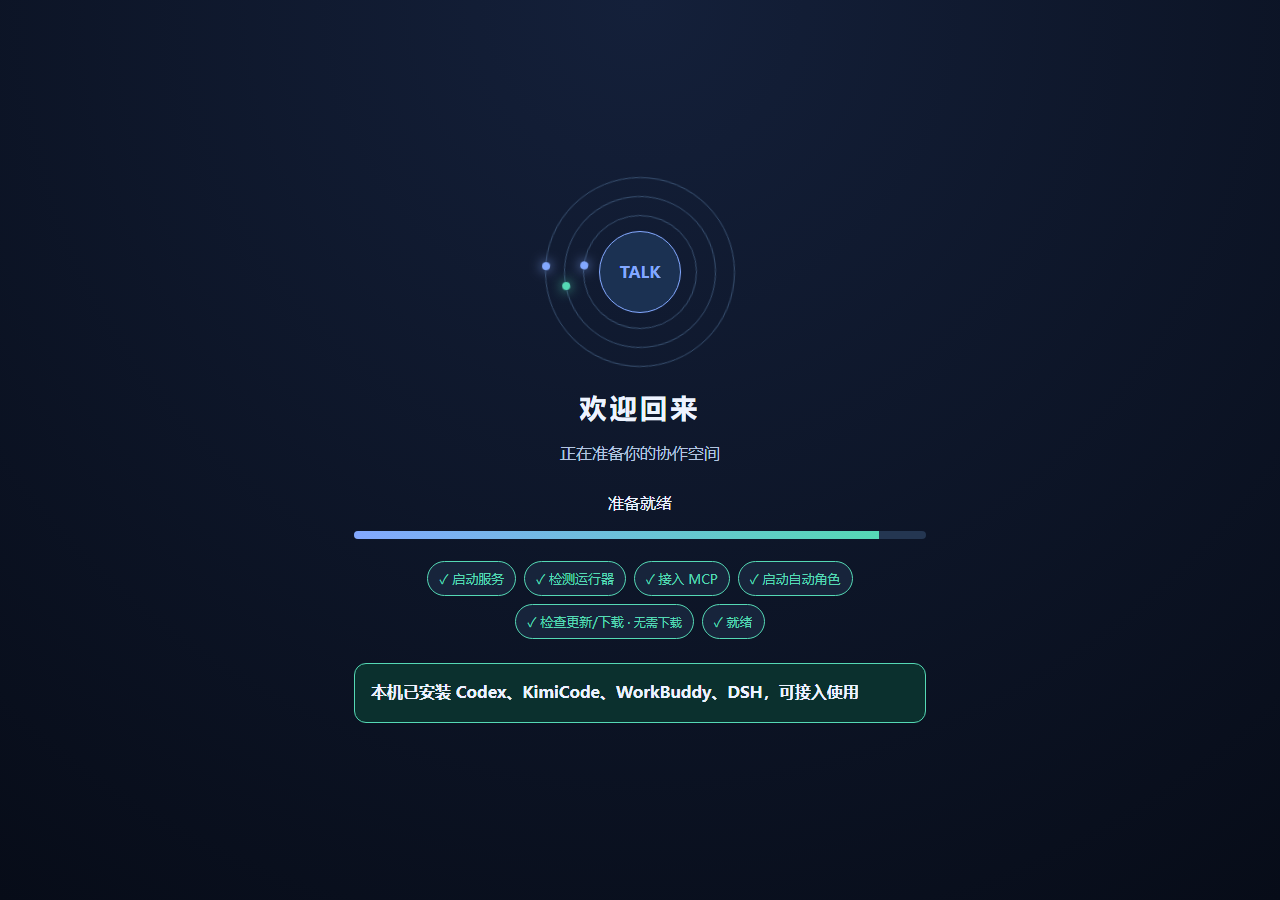 TALK
欢迎回来
正在准备你的协作空间
准备就绪
✓ 启动服务 ✓ 检测运行器 ✓ 接入 MCP ✓ 启动自动角色
✓ 检查更新/下载 · 无需下载 ✓ 就绪
本机已安装 Codex、KimiCode、WorkBuddy、DSH，可接入使用